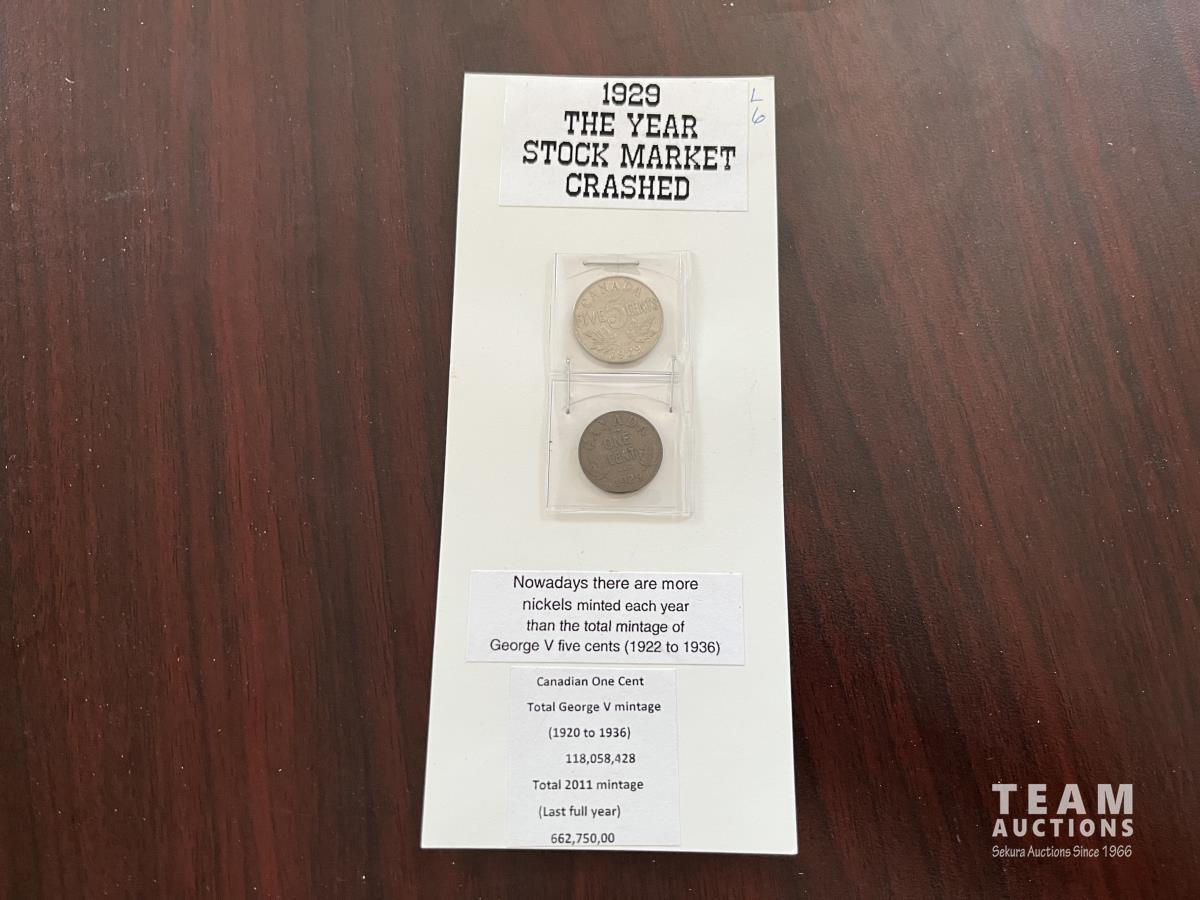 1929
THE YEAR
STOCK MARKET
CRASHED
L
6
CANADA
FIVE 5 CENTS
1929
CANADA
ONE
CENT
1929
Nowadays there are more
nickels minted each year
than the total mintage of
George V five cents (1922 to 1936)
Canadian One Cent
Total George V mintage
(1920 to 1936)
118,058,428
Total 2011 mintage
(Last full year)
662,750,00
TEAM
AUCTIONS
Sekura Auctions Since 1966